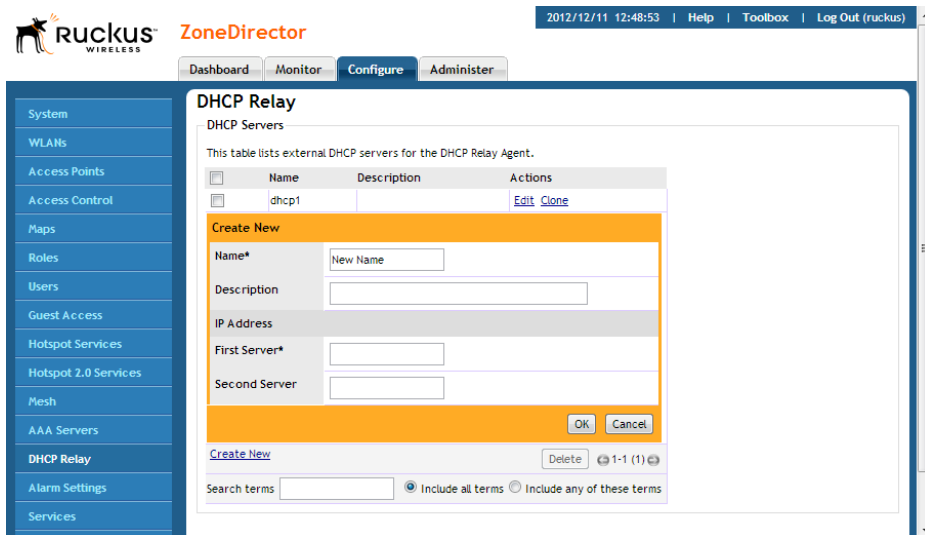 2012/12/11 12:48:53 | Help | Toolbox | Log Out (ruckus)
RUCKUS WIRELESS
ZoneDirector
Dashboard Monitor Configure Administer
System
WLANs
Access Points
Access Control
Maps
Roles
Users
Guest Access
Hotspot Services
Hotspot 2.0 Services
Mesh
AAA Servers
DHCP Relay
Alarm Settings
Services
DHCP Relay
DHCP Servers
This table lists external DHCP servers for the DHCP Relay Agent.
Name Description Actions
dhcp1 Edit Clone
Create New
Name* New Name
Description
IP Address
First Server*
Second Server
OK Cancel
Create New Delete 1-1 (1)
Search terms Include all terms Include any of these terms